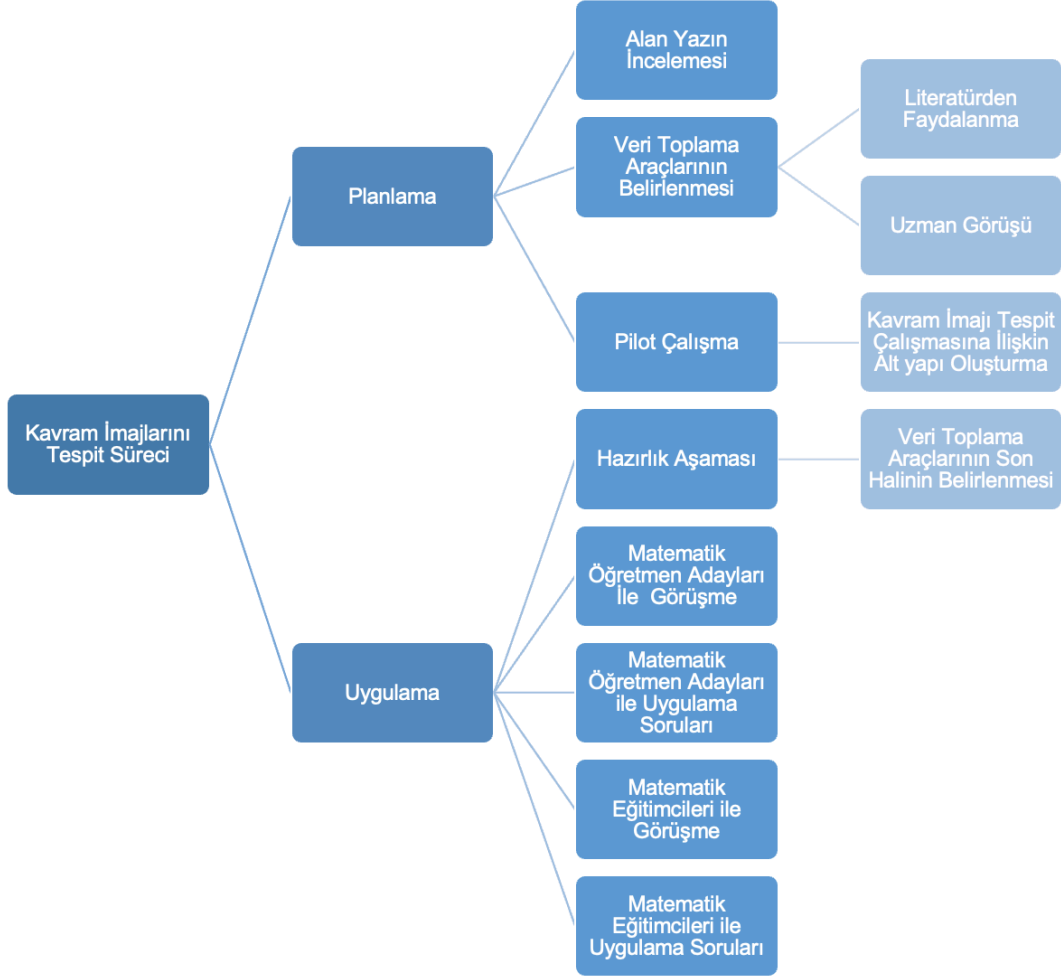 Alan Yazın
İncelemesi
Literatürden
Faydalanma
Veri Toplama
Araçlarının
Belirlenmesi
Planlama
Uzman Görüşü
Pilot Çalışma
Kavram İmajı Tespit
Çalışmasına İlişkin
Alt yapı Oluşturma
Kavram İmajlarını
Tespit Süreci
Hazırlık Aşaması
Veri Toplama
Araçlarının Son
Halinin Belirlenmesi
Matematik
Öğretmen Adayları
İle Görüşme
Uygulama
Matematik
Öğretmen Adayları
ile Uygulama
Soruları
Matematik
Eğitimcileri ile
Görüşme
Matematik
Eğitimcileri ile
Uygulama Soruları